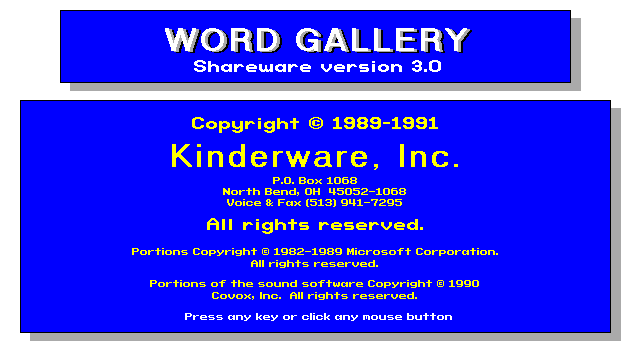 WORD GALLERY
Shareware version 3.0
Copyright © 1989-1991
Kinderware, Inc.
P.O. Box 1068
North Bend, OH  45052-1068
Voice & Fax (513) 941-7295
All rights reserved.
Portions Copyright © 1982-1989 Microsoft Corporation.
All rights reserved.
Portions of the sound software Copyright © 1990
Covox, Inc.  All rights reserved.
Press any key or click any mouse button